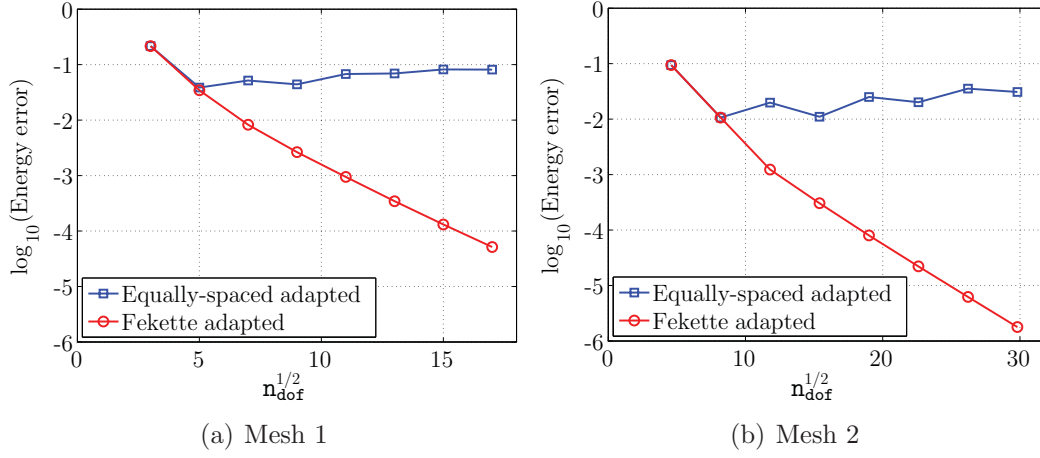 0
-1
-2
-3
-4
-5
-6
log10(Energy error)
Equally-spaced adapted
Fekette adapted
0 5 10 15
n_dof^1/2
(a) Mesh 1
0
-1
-2
-3
-4
-5
-6
log10(Energy error)
Equally-spaced adapted
Fekette adapted
0 10 20 30
n_dof^1/2
(b) Mesh 2